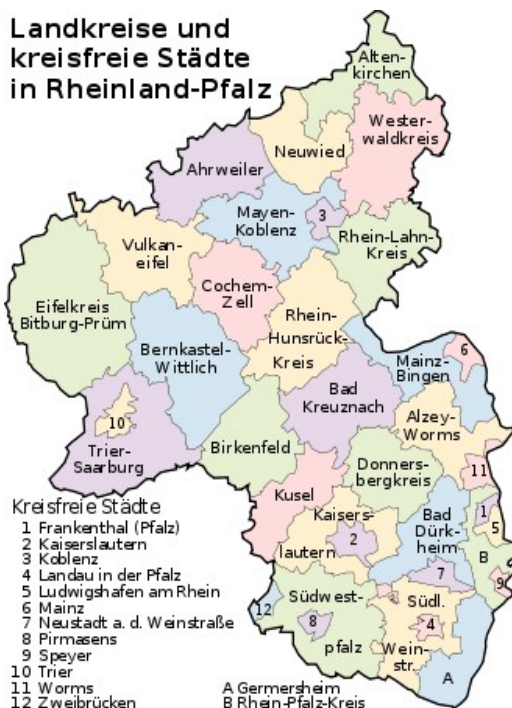 Landkreise und
kreisfreie Städte
in Rheinland-Pfalz
Alten-
kirchen
Wester-
waldkreis
Neuwied
Ahrweiler
Mayen-
Koblenz
3
Rhein-Lahn-
Kreis
Vulkan-
eifel
Cochem-
Zell
Eifelkreis
Bitburg-Prüm
Rhein-
Hunsrück-
Kreis
Bernkastel-
Wittlich
Mainz-
Bingen
6
Bad
Kreuznach
Alzey-
Worms
10
Trier-
Saarburg
Birkenfeld
Donners-
bergkreis
11
Kusel
Kaisers-
lautern
2
Bad
Dürk-
heim
1
5
B
7
9
12
Südwest-
pfalz
8
Südl.
Wein-
str.
4
A
Kreisfreie Städte
1 Frankenthal (Pfalz)
2 Kaiserslautern
3 Koblenz
4 Landau in der Pfalz
5 Ludwigshafen am Rhein
6 Mainz
7 Neustadt a. d. Weinstraße
8 Pirmasens
9 Speyer
10 Trier
11 Worms
12 Zweibrücken
A Germersheim
B Rhein-Pfalz-Kreis